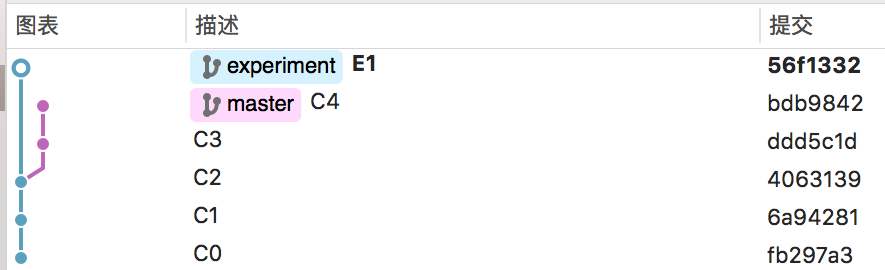 图表 描述 提交
experiment E1 56f1332
master C4 bdb9842
C3 ddd5c1d
C2 4063139
C1 6a94281
C0 fb297a3